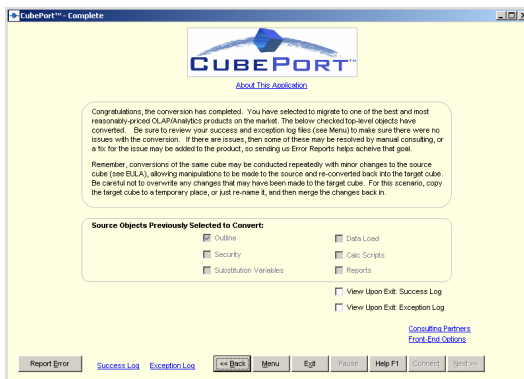 CubePort™ - Complete
CUBEPORT™
About This Application
Congratulations, the conversion has completed. You have selected to migrate to one of the best and most
reasonably-priced OLAP/Analytics products on the market. The below checked top-level objects have
converted. Be sure to review your success and exception log files (see Menu) to make sure there were no
issues with the conversion. If there are issues, then some of these may be resolved by manual consulting, or
a fix for the issue may be added to the product, so sending us Error Reports helps acheive that goal.
Remember, conversions of the same cube may be conducted repeatedly with minor changes to the source
cube (see EULA), allowing manipulations to be made to the source and re-converted back into the target cube.
Be careful not to overwrite any changes that may have been made to the target cube. For this scenario, copy
the target cube to a temporary place, or just re-name it, and then merge the changes back in.
Source Objects Previously Selected to Convert:
Outline
Data Load
Security
Calc Scripts
Substitution Variables
Reports
View Upon Exit: Success Log
View Upon Exit: Exception Log
Consulting Partners
Front-End Options
Report Error
Success Log
Exception Log
<< Back
Menu
Exit
Pause
Help F1
Connect
Next >>